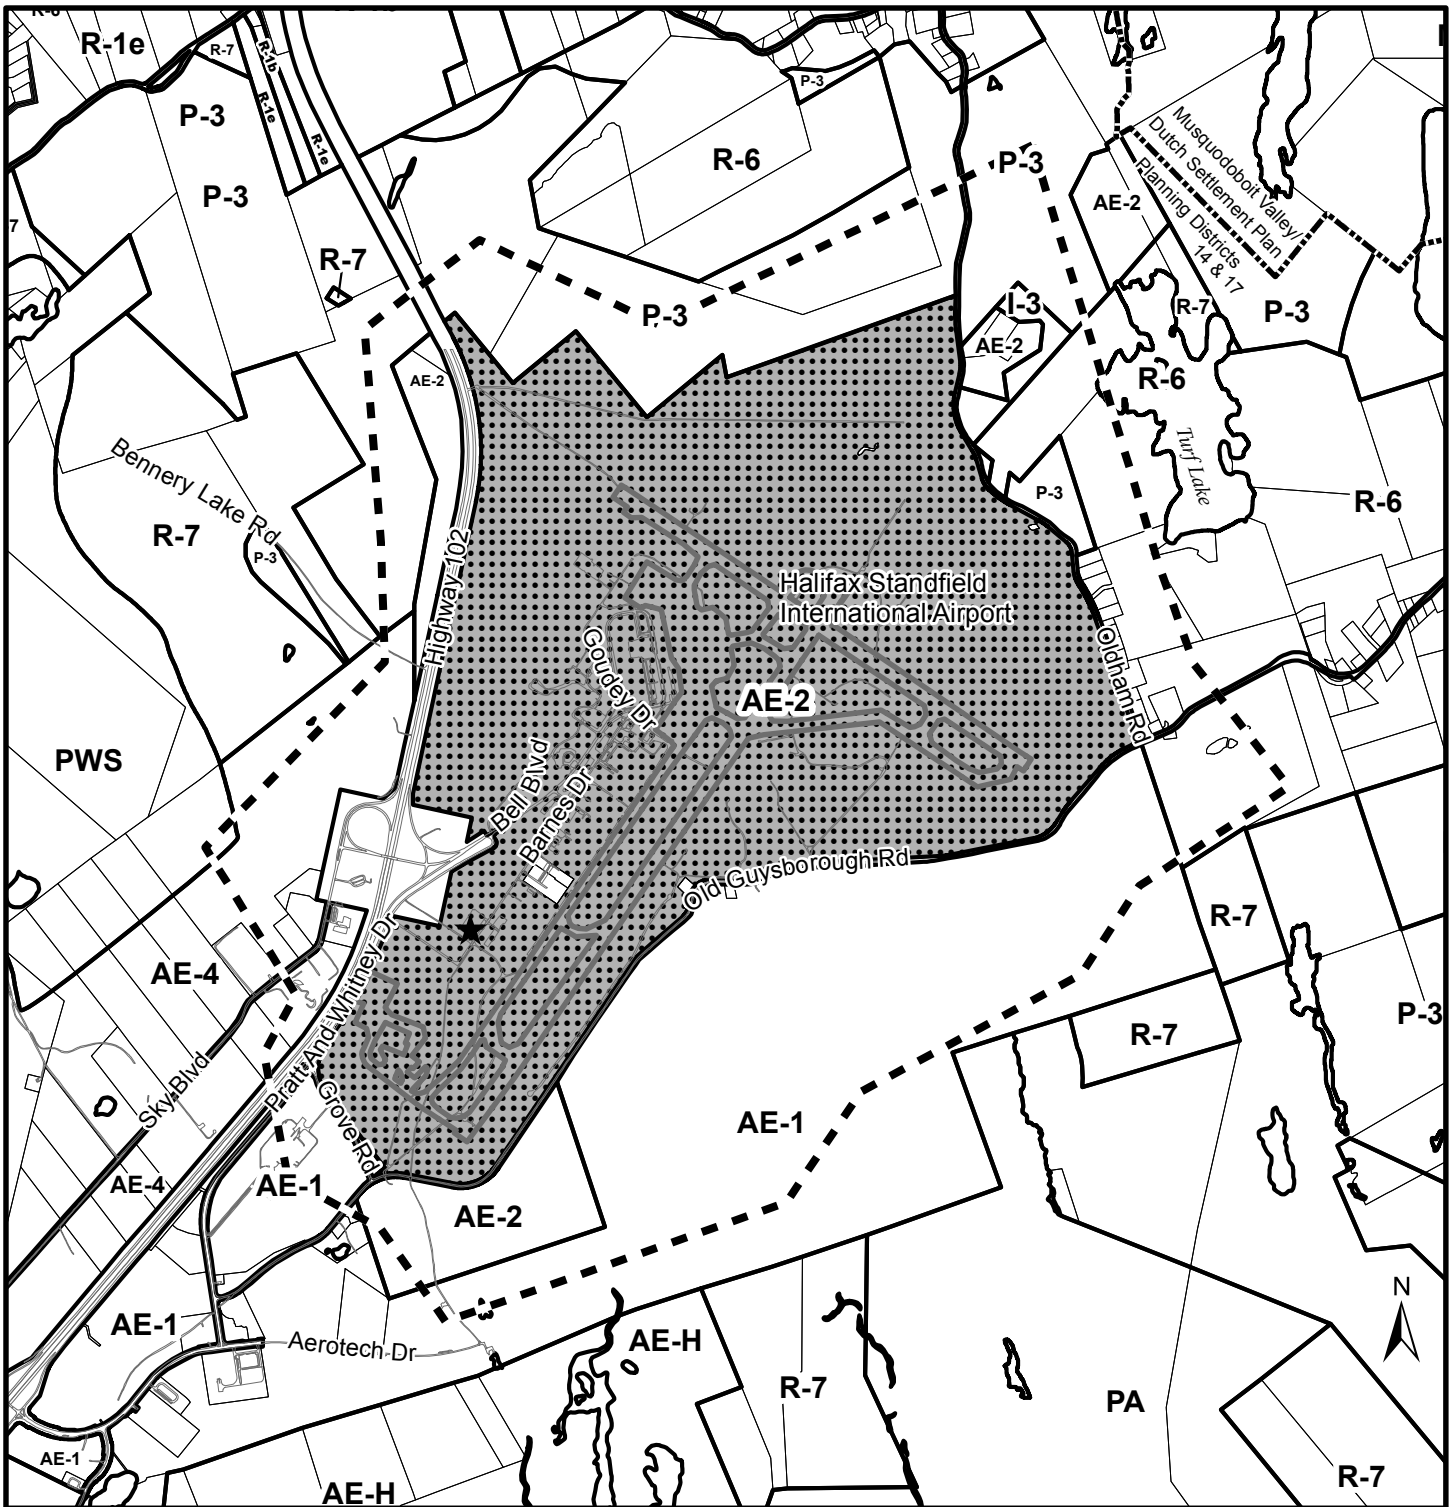 R-1e
R-7
R-1b
R-1e
R-1e
P-3
P-3
R-6
P-3
P-3
AE-2
Musquodoboit Valley/
Dutch Settlement Plan
Planning Districts
14 & 17
7
R-7
P-3
I-3
R-7
P-3
AE-2
AE-2
R-6
Turf Lake
Bennery Lake Rd
R-7
P-3
P-3
R-6
Highway 102
Halifax Standfield
International Airport
Goudey Dr
AE-2
Oldham Rd
PWS
Bell Blvd
Barnes Dr
Old Guysborough Rd
R-7
AE-4
Pratt And Whitney Dr
P-3
R-7
Sky Blvd
Grove Rd
AE-1
AE-4
AE-1
AE-2
N
AE-1
Aerotech Dr
AE-H
R-7
PA
AE-1
AE-H
R-7